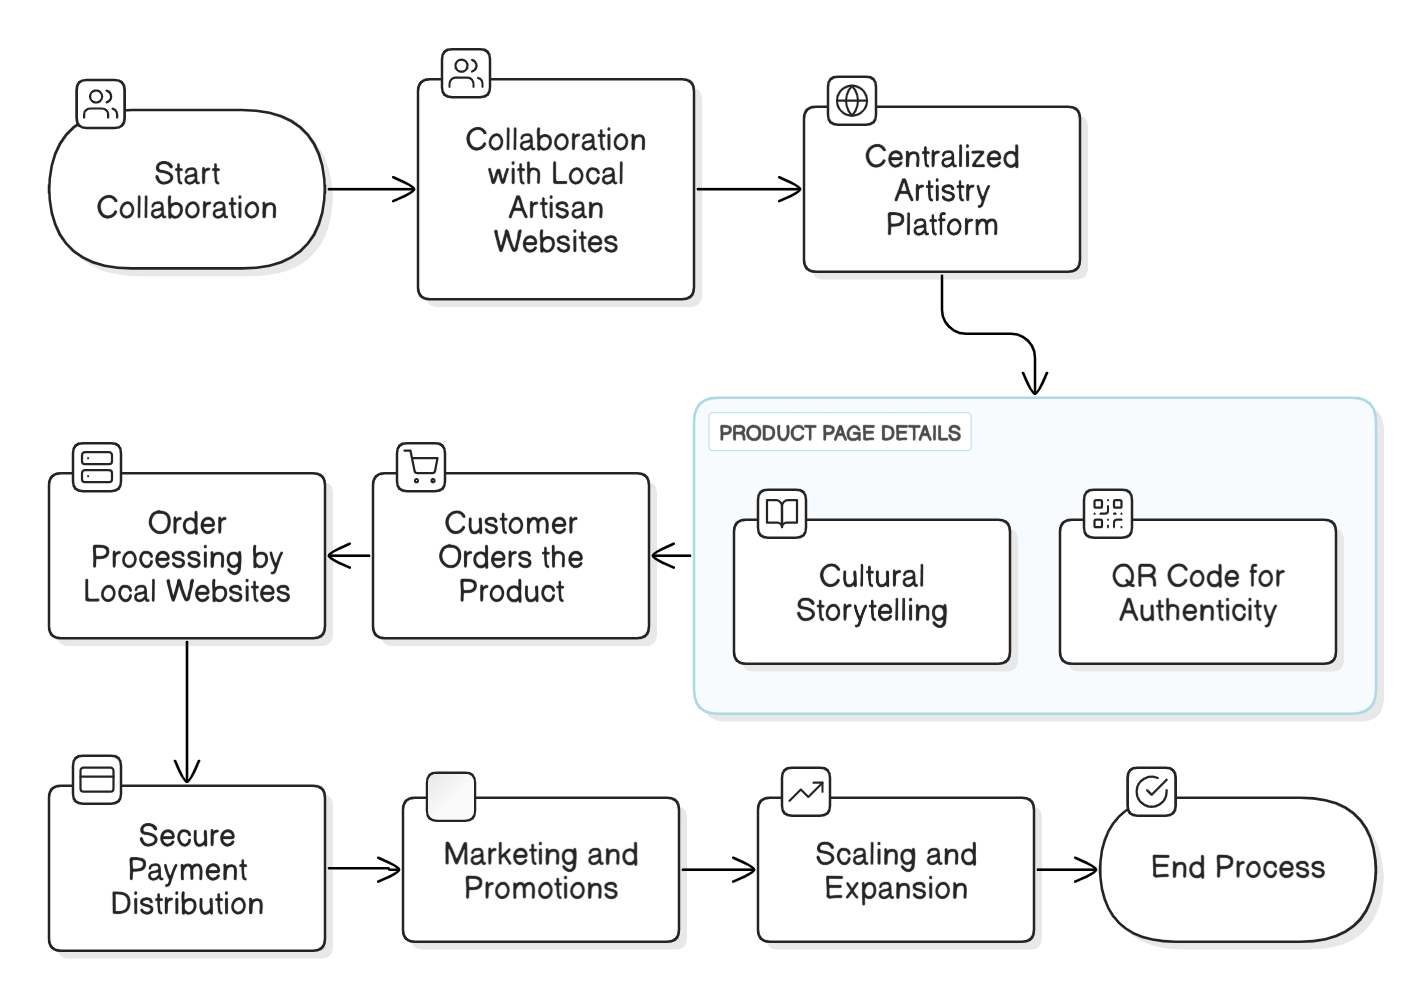 Start
Collaboration
Collaboration
with Local
Artisan
Websites
Centralized
Artistry
Platform
PRODUCT PAGE DETAILS
Cultural
Storytelling
QR Code for
Authenticity
Customer
Orders the
Product
Order
Processing by
Local Websites
Secure
Payment
Distribution
Marketing and
Promotions
Scaling and
Expansion
End Process